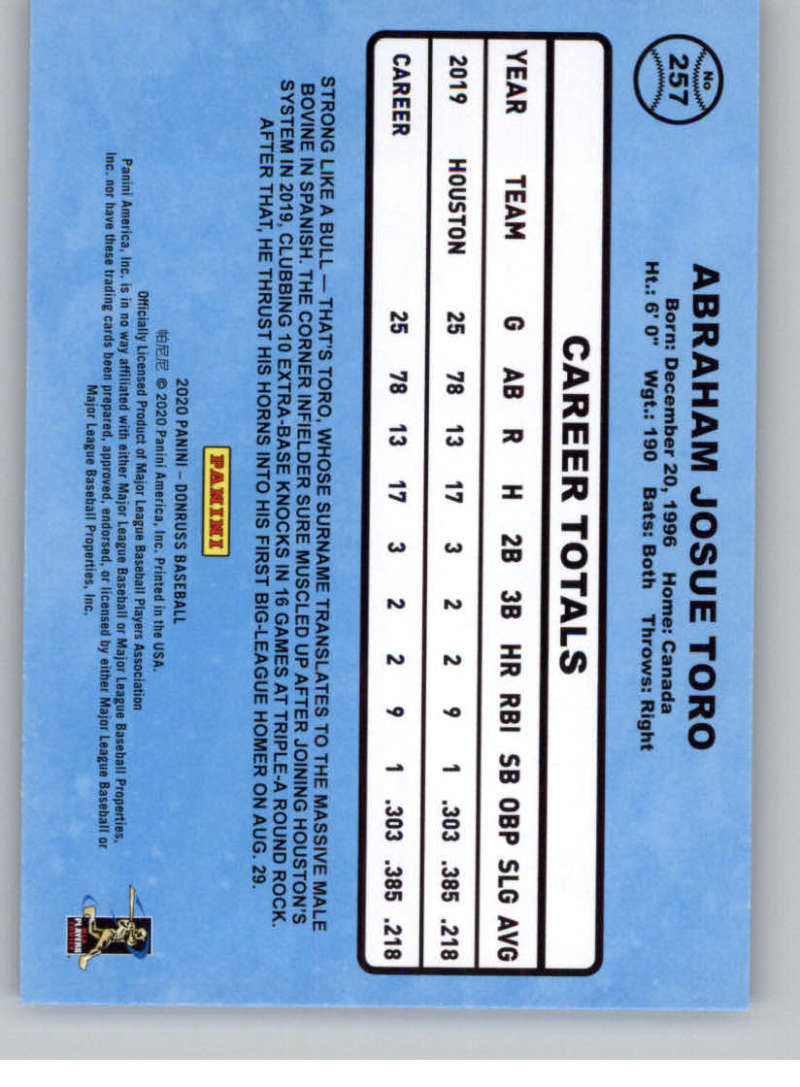 No
257
ABRAHAM JOSUE TORO
Born: December 20, 1996 Home: Canada
Ht.: 6' 0" Wgt.: 190 Bats: Both Throws: Right
CAREER TOTALS
YEAR TEAM G AB R H 2B 3B HR RBI SB OBP SLG AVG
2019 HOUSTON 25 78 13 17 3 2 2 9 1 .303 .385 .218
CAREER 25 78 13 17 3 2 2 9 1 .303 .385 .218
STRONG LIKE A BULL — THAT'S TORO, WHOSE SURNAME TRANSLATES TO THE MASSIVE MALE
BOVINE IN SPANISH. THE CORNER INFIELDER SURE MUSCLED UP AFTER JOINING HOUSTON'S
SYSTEM IN 2019, CLUBBING 10 EXTRA-BASE KNOCKS IN 16 GAMES AT TRIPLE-A ROUND ROCK.
AFTER THAT, HE THRUST HIS HORNS INTO HIS FIRST BIG-LEAGUE HOMER ON AUG. 29.
PANINI
2020 PANINI – DONRUSS BASEBALL
帕尼尼 © 2020 Panini America, Inc. Printed in the USA.
Officially Licensed Product of Major League Baseball Players Association
Panini America, Inc. is in no way affiliated with either Major League Baseball or Major League Baseball Properties,
Inc. nor have these trading cards been prepared, approved, endorsed, or licensed by either Major League Baseball or
Major League Baseball Properties, Inc.
PLAYERS